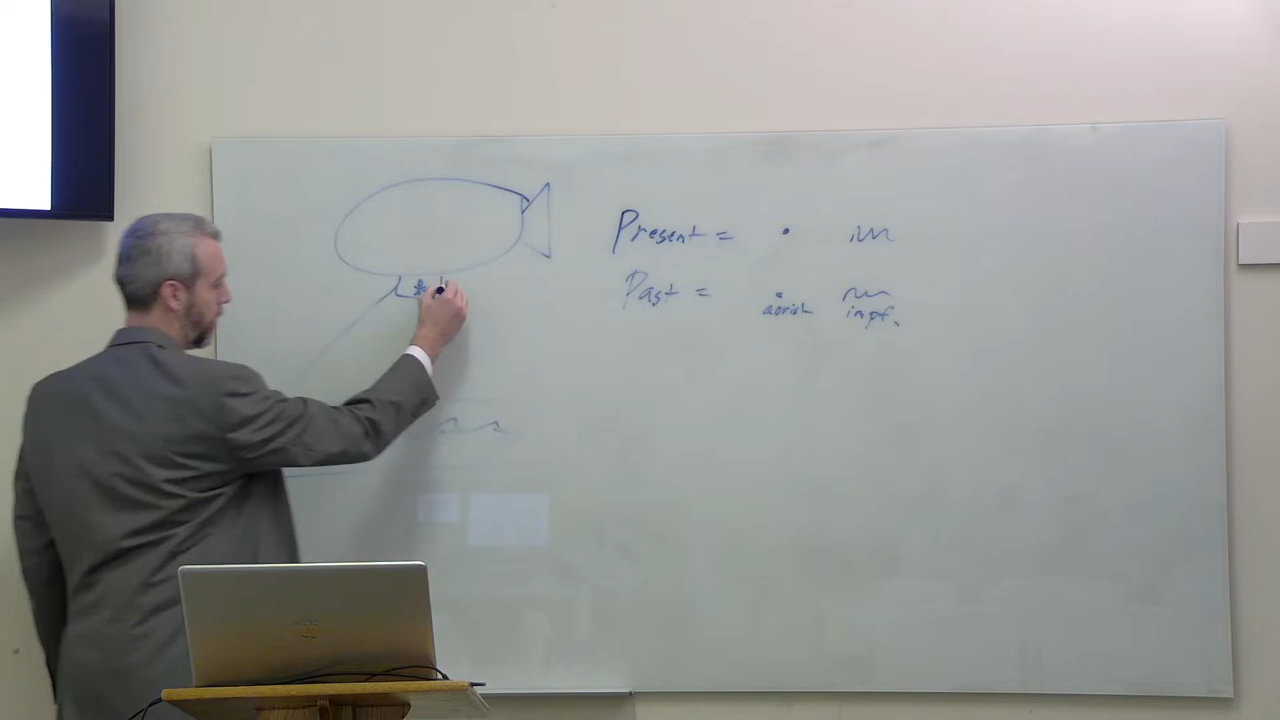 Present =
Past =
aorist impf.